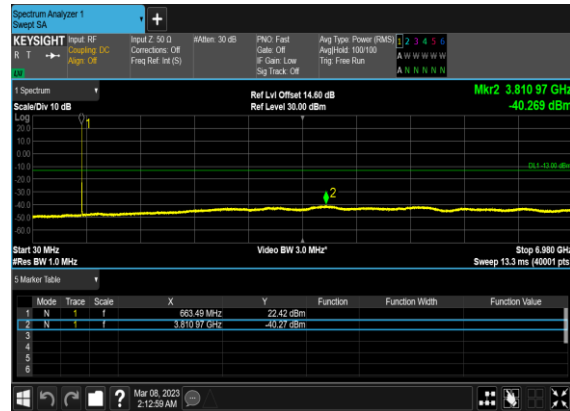 Spectrum Analyzer 1
Swept SA
+
KEYSIGHT Input: RF Input Z: 50 Ω #Atten: 30 dB PNO: Fast Avg Type: Power (RMS) 1 2 3 4 5 6
R T Coupling: DC Corrections: Off Gate: Off Avg|Hold: 100/100 A W W W W W
Align: Off Freq Ref: Int (S) IF Gain: Low Trig: Free Run
Sig Track: Off A N N N N N
1 Spectrum Ref Lvl Offset 14.60 dB Mkr2 3.810 97 GHz
Scale/Div 10 dB Ref Level 30.00 dBm -40.269 dBm
Log
20.0
10.0
0.00
-10.0
-20.0
-30.0
-40.0
-50.0
-60.0
1
DL1 -13.00 dBm
2
Start 30 MHz Video BW 3.0 MHz* Stop 6.980 GHz
#Res BW 1.0 MHz Sweep 13.3 ms (40001 pts)
5 Marker Table
Mode Trace Scale X Y Function Function Width Function Value
1 N 1 f 663.49 MHz 22.42 dBm
2 N 1 f 3.810 97 GHz -40.27 dBm
3
4
5
6
? Mar 08, 2023
2:12:59 AM